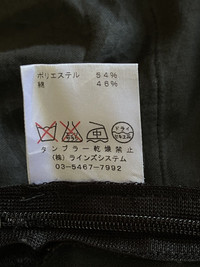 ポリエステル 54%
綿 46%
タンブラー乾燥禁止
(株)ラインズシステム
03-5467-7992